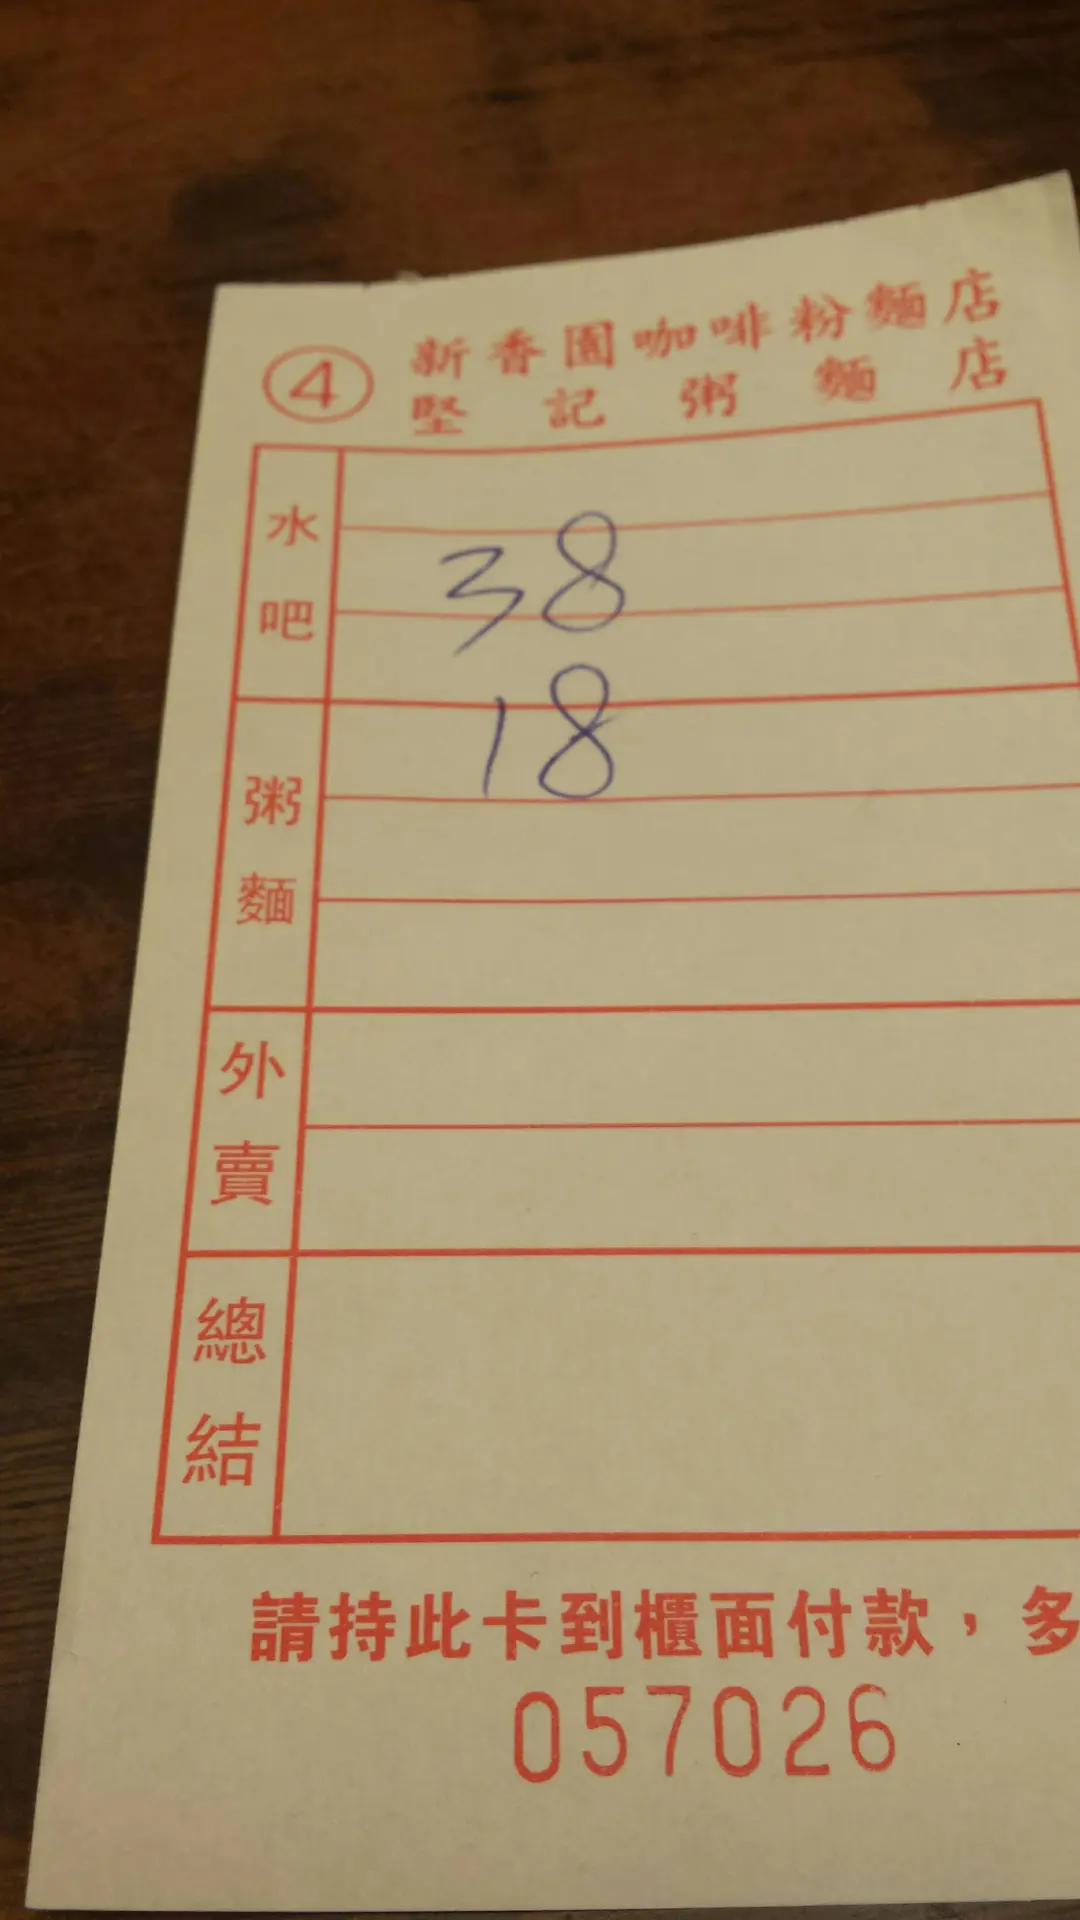 ④ 新香園咖啡粉麵店
堅記粥麵店
水吧
38
粥麵
18
外賣
總結
請持此卡到櫃面付款，多
057026